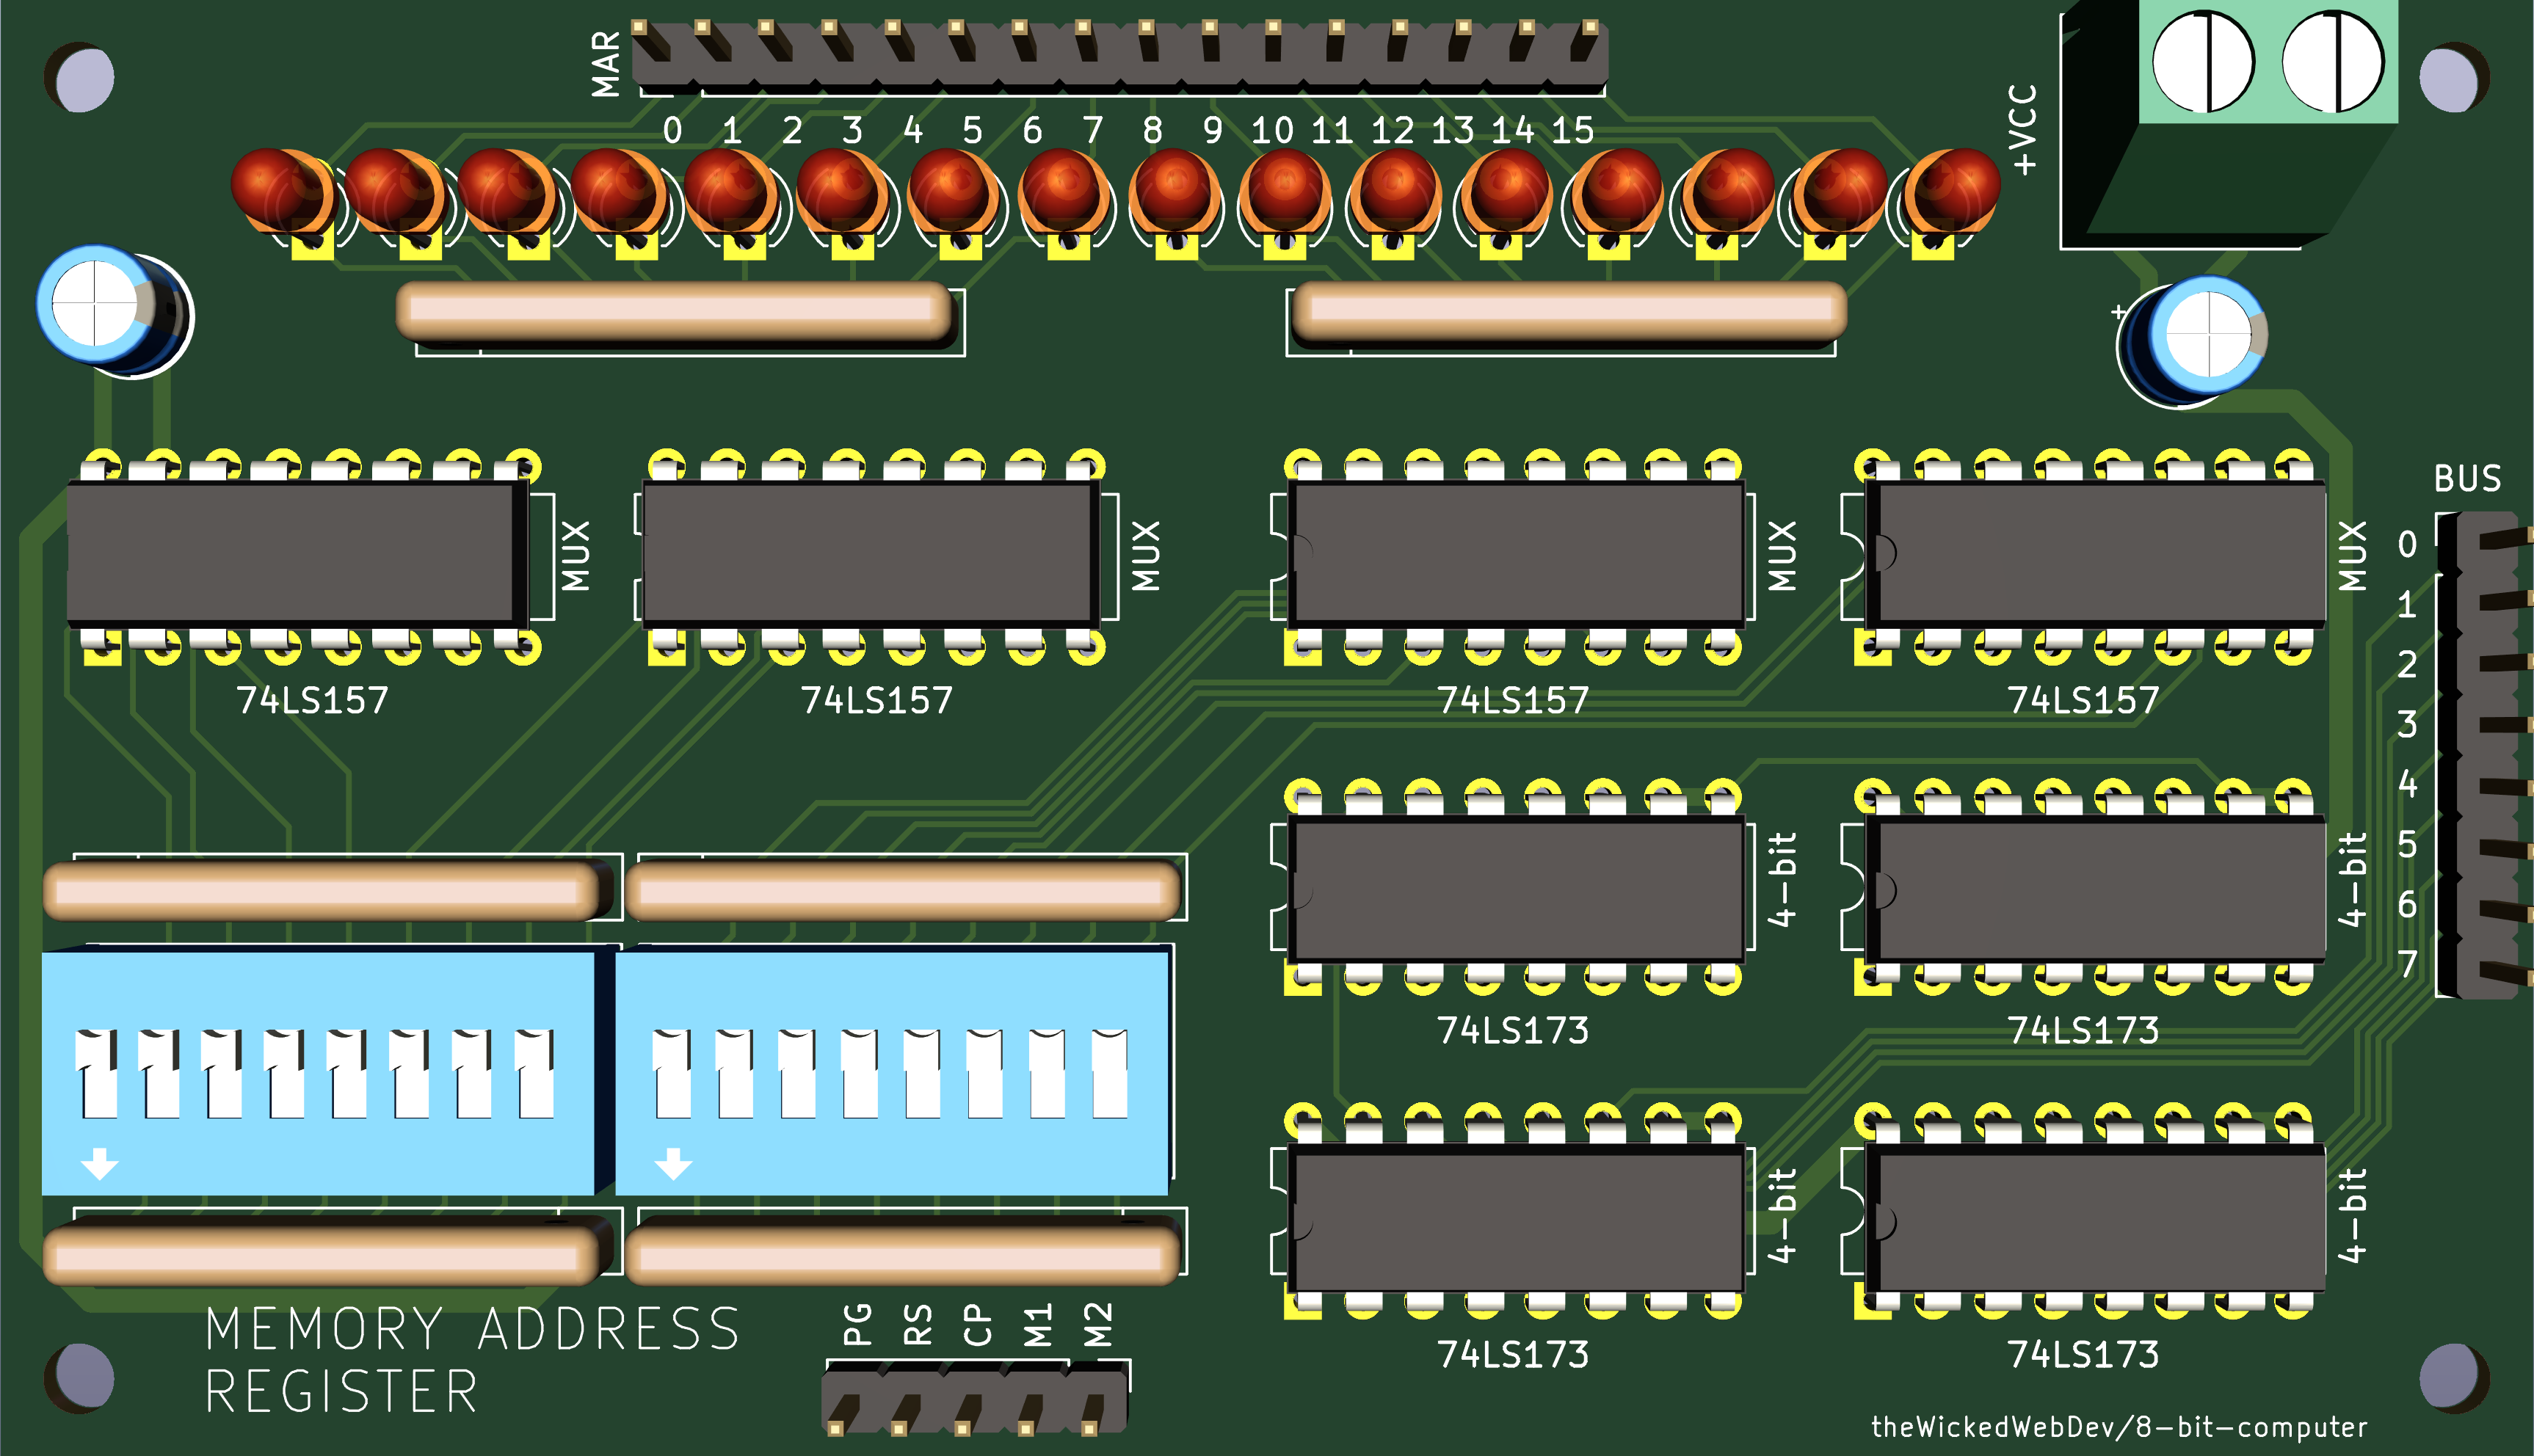 MAR
0 1 2 3 4 5 6 7 8 9 10 11 12 13 14 15
+VCC
+
BUS
0
1
2
3
4
5
6
7
MUX
MUX
MUX
MUX
74LS157
74LS157
74LS157
74LS157
4-bit
4-bit
74LS173
74LS173
4-bit
4-bit
74LS173
74LS173
MEMORY ADDRESS
REGISTER
PG RS CP M1 M2
theWickedWebDev/8-bit-computer